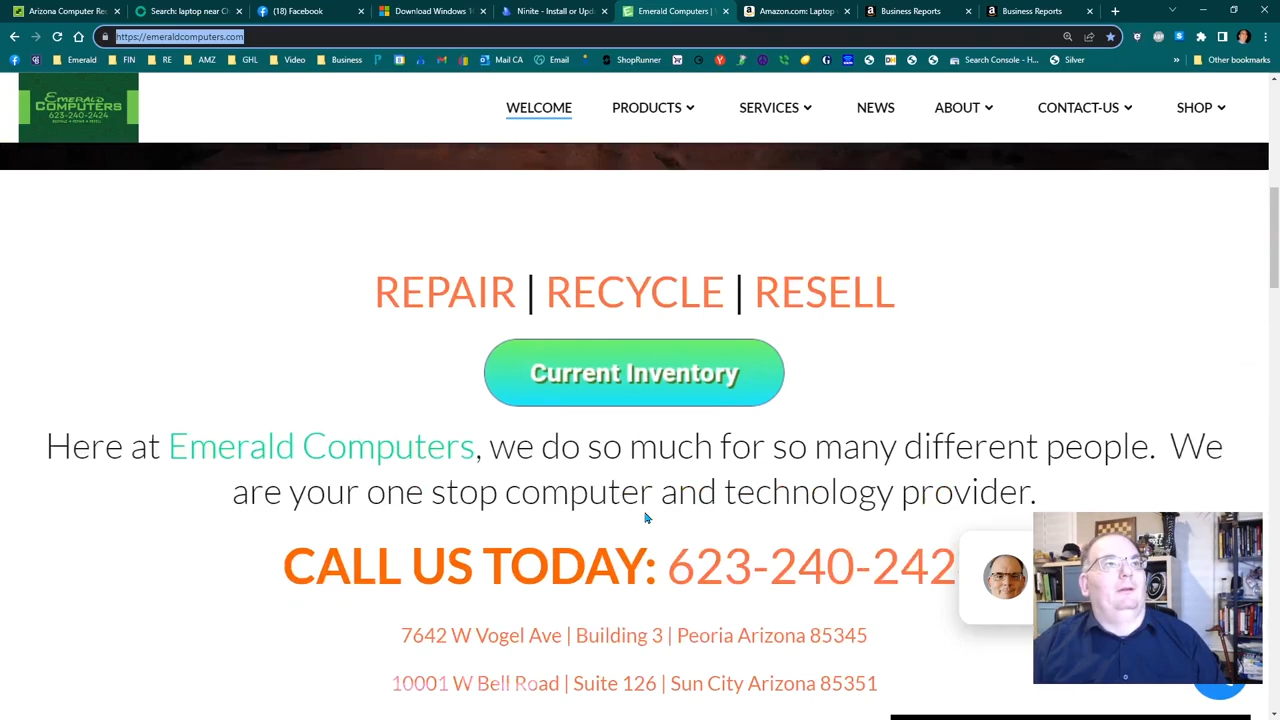 Arizona Computer Rec
Search: laptop near Ch
(18) Facebook
Download Windows 1
Ninite - Install or Upd
Emerald Computers |
Amazon.com: Laptop
Business Reports
Business Reports
https://emeraldcomputers.com
Emerald
FIN
RE
AMZ
GHL
Video
Business
Mail CA
Email
ShopRunner
Search Console - H...
Silver
Other bookmarks
EMERALD
COMPUTERS
623-240-2424
WELCOME
PRODUCTS
SERVICES
NEWS
ABOUT
CONTACT-US
SHOP
REPAIR | RECYCLE | RESELL
Current Inventory
Here at Emerald Computers, we do so much for so many different people. We
are your one stop computer and technology provider.
CALL US TODAY: 623-240-242
7642 W Vogel Ave | Building 3 | Peoria Arizona 85345
10001 W Bell Road | Suite 126 | Sun City Arizona 85351